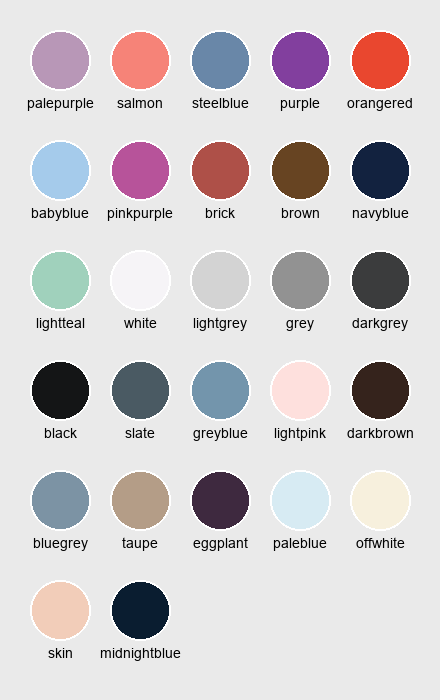 palepurple salmon steelblue purple orangered
babyblue pinkpurple brick brown navyblue
lightteal white lightgrey grey darkgrey
black slate greyblue lightpink darkbrown
bluegrey taupe eggplant paleblue offwhite
skin midnightblue